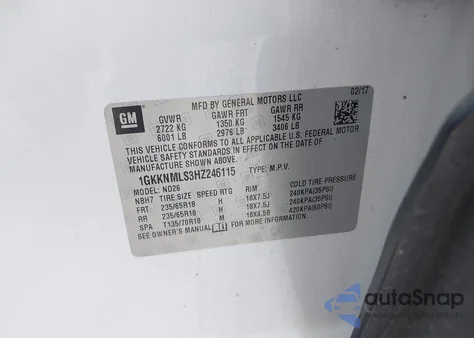 MFD BY GENERAL MOTORS LLC
02/17
GM
GVWR GAWR FRT GAWR RR
2722 KG 1350 KG 1545 KG
6001 LB 2976 LB 3406 LB
THIS VEHICLE CONFORMS TO ALL APPLICABLE U.S. FEDERAL MOTOR
VEHICLE SAFETY STANDARDS IN EFFECT ON THE DATE OF
MANUFACTURE SHOWN ABOVE.
1GKKNMLS3HZ246115 TYPE: M.P.V.
MODEL: ND26
NBH7 TIRE SIZE SPEED RTG RIM COLD TIRE PRESSURE
FRT 235/65R18 H 18X7.5J 240KPA(35PSI)
RR 235/65R18 H 18X7.5J 240KPA(35PSI)
SPA T135/70R18 M 18X4.5B 420KPA(60PSI)
SEE OWNER'S MANUAL FOR MORE INFORMATION.
autoSnap